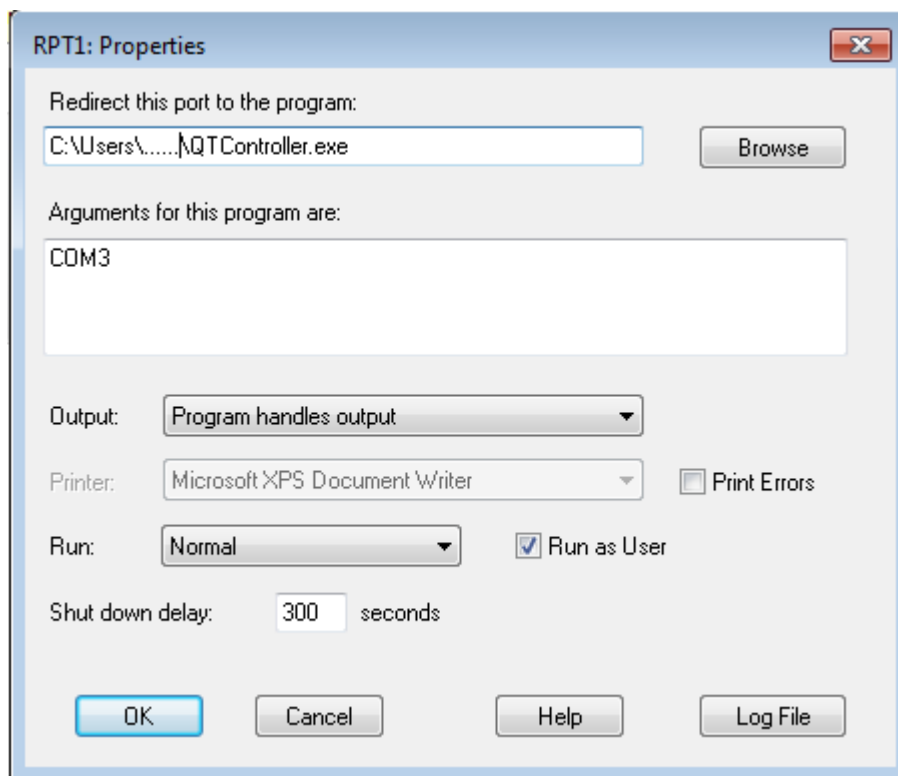 RPT1: Properties
Redirect this port to the program:
C:\Users\......\QTController.exe
Browse
Arguments for this program are:
COM3
Output: Program handles output
Printer: Microsoft XPS Document Writer Print Errors
Run: Normal Run as User
Shut down delay: 300 seconds
OK Cancel Help Log File